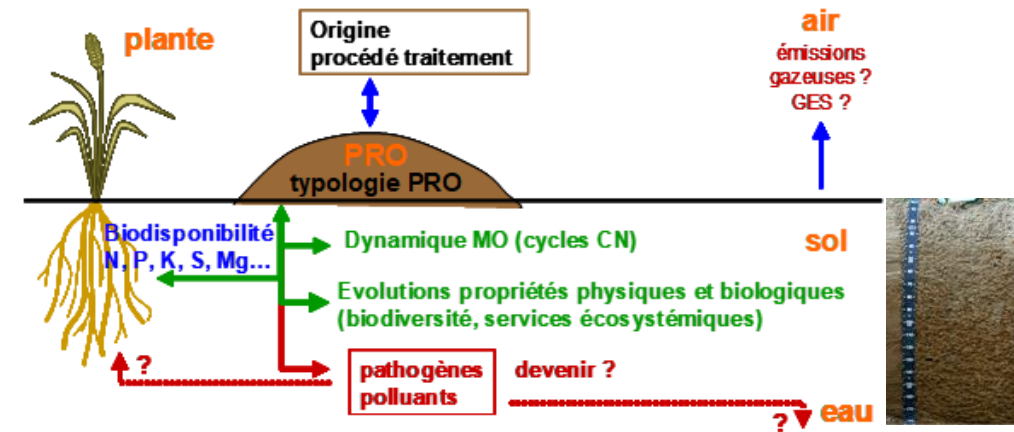 plante
Origine
procédé traitement
air
émissions
gazeuses ?
GES ?
PRO
typologie PRO
Biodisponibilité
N, P, K, S, Mg...
Dynamique MO (cycles CN)
sol
Evolutions propriétés physiques et biologiques
(biodiversité, services écosystémiques)
?
pathogènes
polluants
devenir ?
?
eau